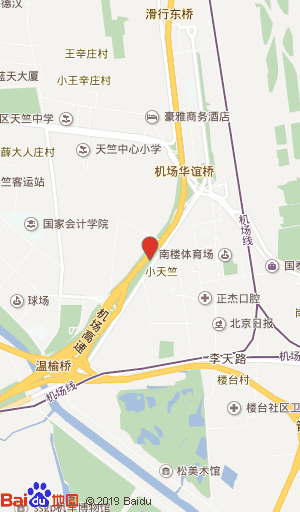 德汉
滑行东桥
王辛庄村
蓝天大厦
小王辛庄村
豪雅商务酒店
区天竺中学
薛大人庄村
天竺中心小学
机场华谊桥
竺客运站
国家会计学院
机场线
南楼体育场
国泰
小天竺
正杰口腔
球场
机场高速
北京日报
温榆桥
李天路
机场
楼台村
机场线
楼台社区卫
松美术馆
Bai地图
© 2019 Baidu